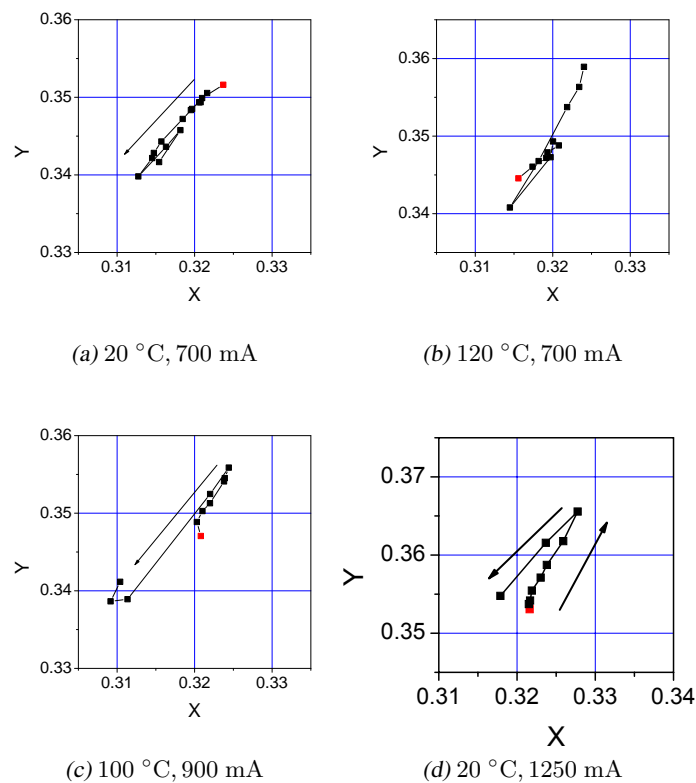 0.36
0.35
0.34
0.33
Y
0.31 0.32 0.33
X
(a) 20 °C, 700 mA
0.36
0.35
0.34
Y
0.31 0.32 0.33
X
(b) 120 °C, 700 mA
0.36
0.35
0.34
0.33
Y
0.31 0.32 0.33
X
(c) 100 °C, 900 mA
0.37
0.36
0.35
Y
0.31 0.32 0.33 0.34
X
(d) 20 °C, 1250 mA